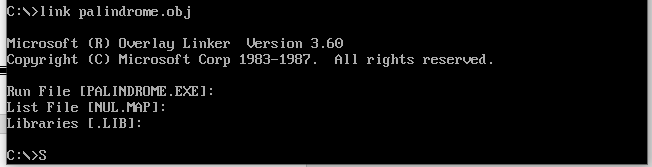 C:\>link palindrome.obj
Microsoft (R) Overlay Linker  Version 3.60
Copyright (C) Microsoft Corp 1983-1987.  All rights reserved.
Run File [PALINDROME.EXE]:
List File [NUL.MAP]:
Libraries [.LIB]:
C:\>S